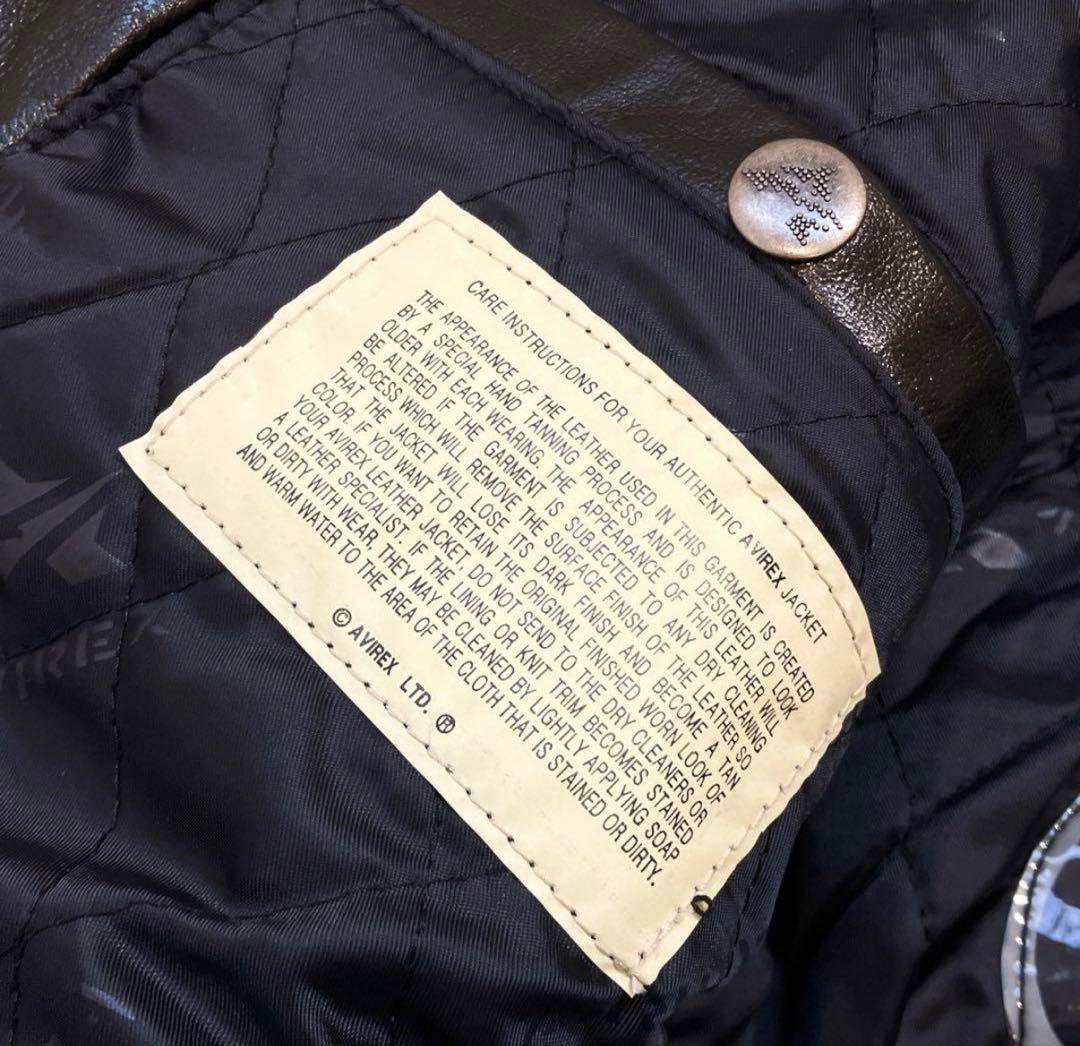 CARE INSTRUCTIONS FOR YOUR AUTHENTIC AVIREX JACKET
THE APPEARANCE OF THE LEATHER USED IN THIS GARMENT IS CREATED
BY A SPECIAL HAND TANNING PROCESS AND IS DESIGNED TO LOOK
OLDER WITH EACH WEARING. THE APPEARANCE OF THIS LEATHER WILL
BE ALTERED IF THE GARMENT IS SUBJECTED TO ANY DRY CLEANING
PROCESS WHICH WILL REMOVE THE SURFACE FINISH OF THE LEATHER SO
THAT THE JACKET WILL LOSE ITS DARK FINISH AND BECOME A TAN
COLOR. IF YOU WANT TO RETAIN THE ORIGINAL FINISHED WORN LOOK OF
YOUR AVIREX LEATHER JACKET, DO NOT SEND TO THE DRY CLEANERS OR
A LEATHER SPECIALIST. IF THE LINING OR KNIT TRIM BECOMES STAINED
OR DIRTY WITH WEAR, THEY MAY BE CLEANED BY LIGHTLY APPLYING SOAP
AND WARM WATER TO THE AREA OF THE CLOTH THAT IS STAINED OR DIRTY.
© AVIREX LTD. ®
VIREX